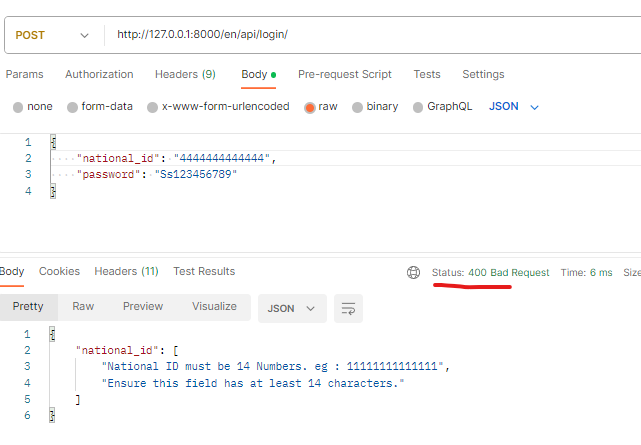 POST http://127.0.0.1:8000/en/api/login/
Params Authorization Headers (9) Body Pre-request Script Tests Settings
none form-data x-www-form-urlencoded raw binary GraphQL JSON
1 {
2 "national_id": "4444444444444",
3 "password": "Ss123456789"
4 }
Body Cookies Headers (11) Test Results Status: 400 Bad Request Time: 6 ms Size
Pretty Raw Preview Visualize JSON
1 {
2 "national_id": [
3 "National ID must be 14 Numbers. eg : 11111111111111",
4 "Ensure this field has at least 14 characters."
5 ]
6 }